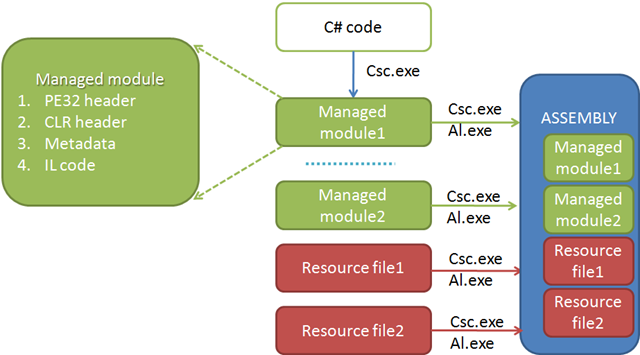 C# code
Csc.exe
Managed module
1. PE32 header
2. CLR header
3. Metadata
4. IL code
Managed
module1
Csc.exe
Al.exe
Managed
module2
Csc.exe
Al.exe
Resource file1
Csc.exe
Al.exe
Resource file2
Csc.exe
Al.exe
ASSEMBLY
Managed
module1
Managed
module2
Resource
file1
Resource
file2